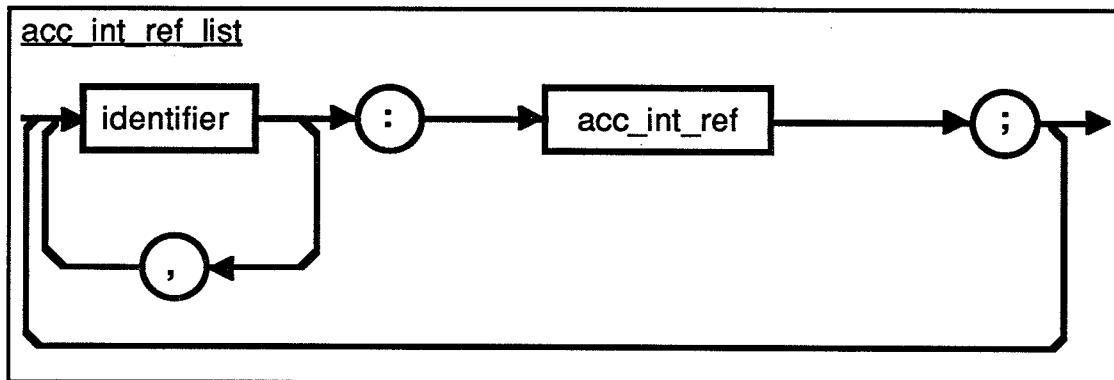 acc_int_ref_list
identifier : acc_int_ref ;
,